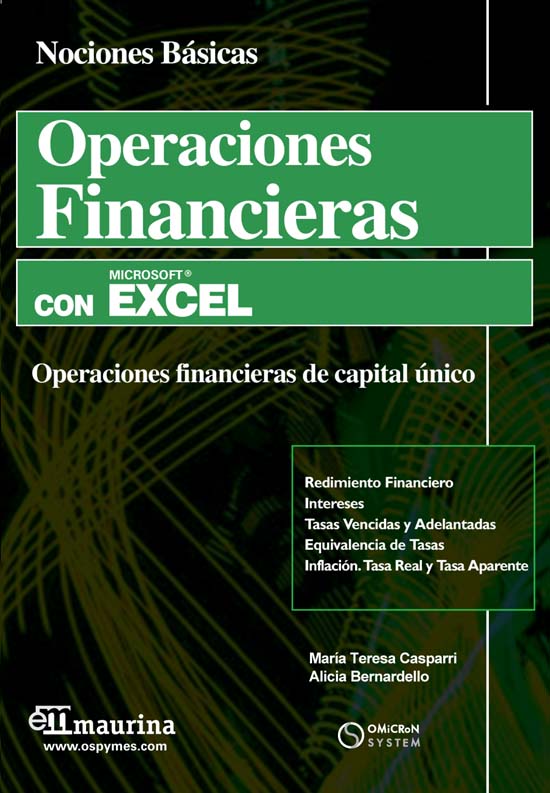 Nociones Básicas
Operaciones
Financieras
MICROSOFT®
CON EXCEL
Operaciones financieras de capital único
Redimiento Financiero
Intereses
Tasas Vencidas y Adelantadas
Equivalencia de Tasas
Inflación. Tasa Real y Tasa Aparente
María Teresa Casparri
Alicia Bernardello
em maurina
www.ospymes.com
OMiCRoN
SYSTEM